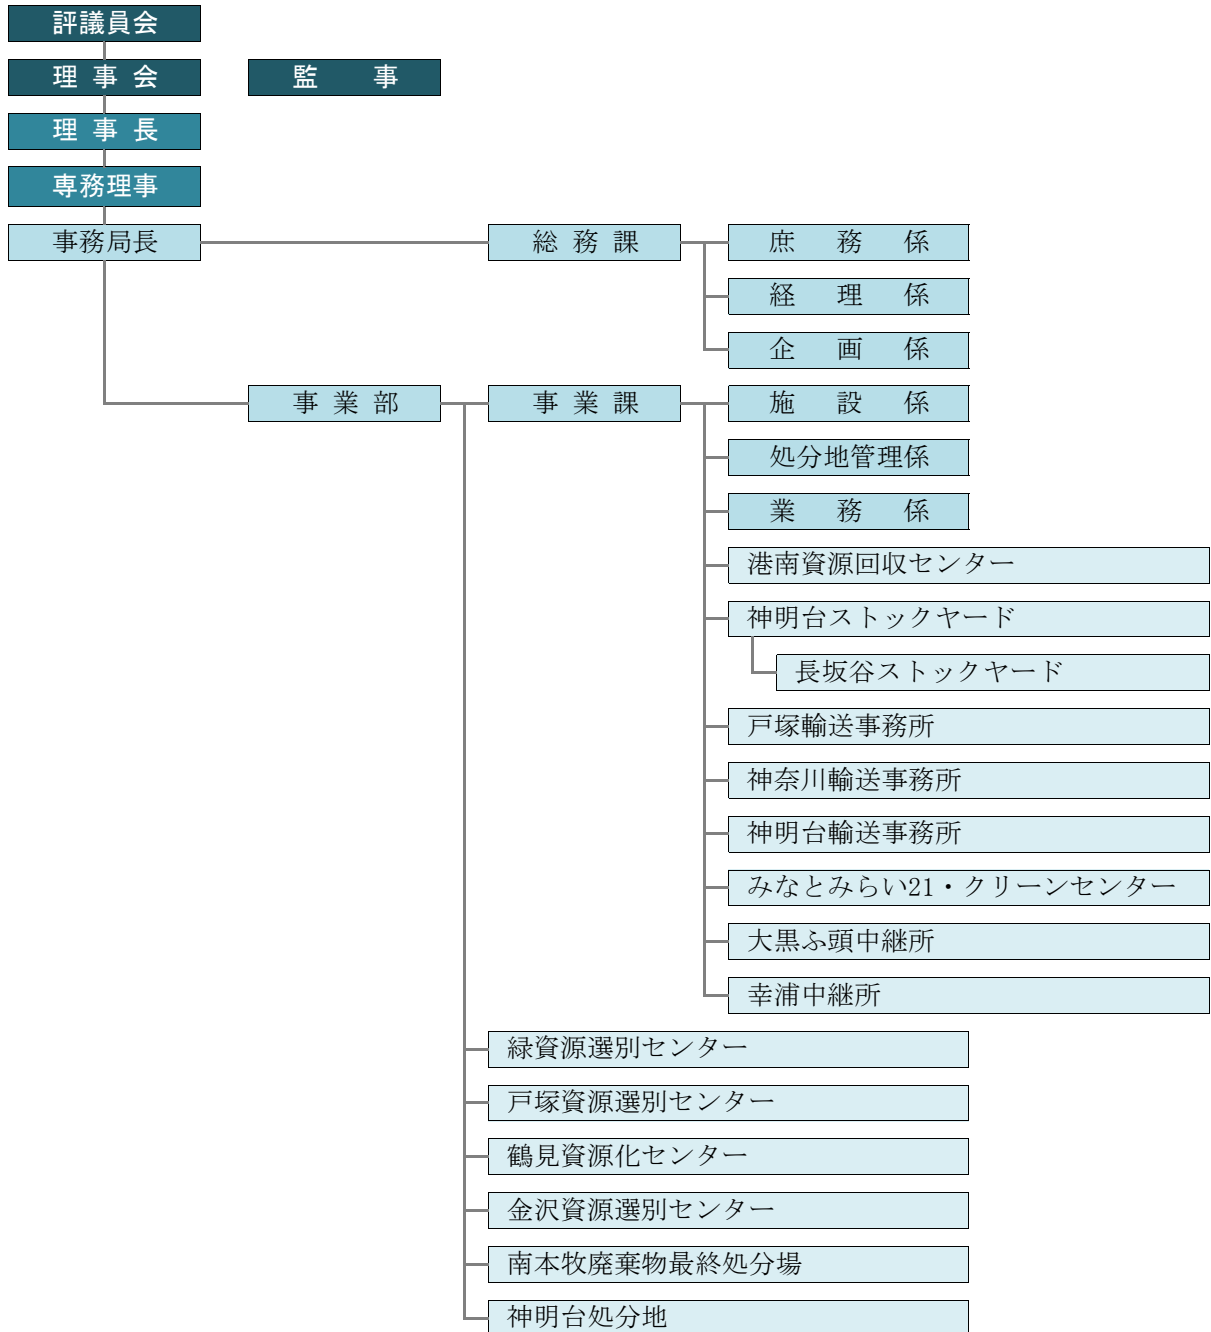 評議員会
理事会
監事
理事長
専務理事
事務局長
総務課
庶務係
経理係
企画係
事業部
事業課
施設係
処分地管理係
業務係
港南資源回収センター
神明台ストックヤード
長坂谷ストックヤード
戸塚輸送事務所
神奈川輸送事務所
神明台輸送事務所
みなとみらい21・クリーンセンター
大黒ふ頭中継所
幸浦中継所
緑資源選別センター
戸塚資源選別センター
鶴見資源化センター
金沢資源選別センター
南本牧廃棄物最終処分場
神明台処分地